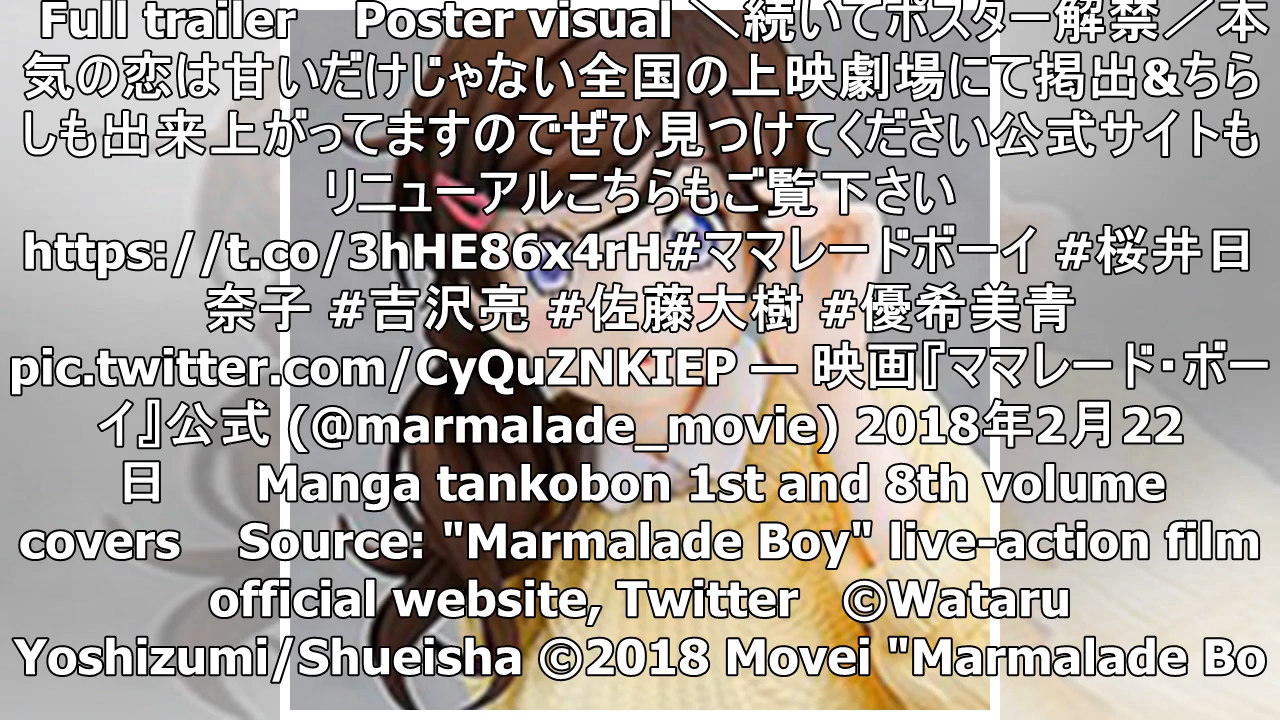 Full trailer Poster visual ＼続いてポスター解禁／本
気の恋は甘いだけじゃない全国の上映劇場にて掲出&ちら
しも出来上がってますのでぜひ見つけてください公式サイトも
リニューアルこちらもご覧下さい
https://t.co/3hHE86x4rH#ママレードボーイ #桜井日
奈子 #吉沢亮 #佐藤大樹 #優希美青
pic.twitter.com/CyQuZNKIEP — 映画『ママレード・ボー
イ』公式 (@marmalade_movie) 2018年2月22
日 Manga tankobon 1st and 8th volume
covers Source: "Marmalade Boy" live-action film
official website, Twitter ©Wataru
Yoshizumi/Shueisha ©2018 Movei "Marmalade Bo